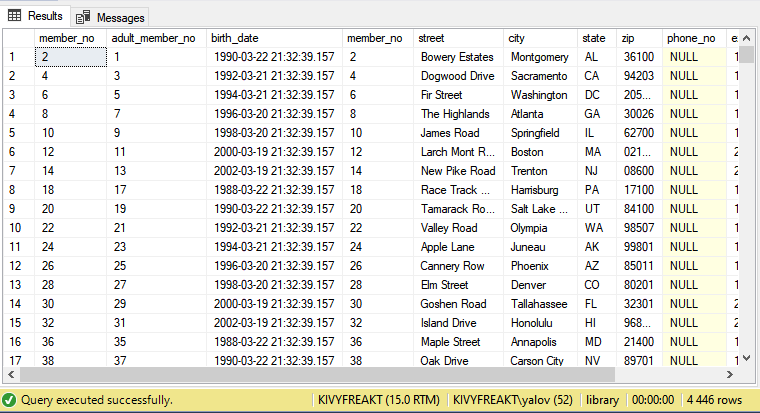 Results Messages
member_no adult_member_no birth_date member_no street city state zip phone_no e
1 2 1 1990-03-22 21:32:39.157 2 Bowery Estates Montgomery AL 36100 NULL 1
2 4 3 1992-03-21 21:32:39.157 4 Dogwood Drive Sacramento CA 94203 NULL 1
3 6 5 1994-03-21 21:32:39.157 6 Fir Street Washington DC 205... NULL 1
4 8 7 1996-03-20 21:32:39.157 8 The Highlands Atlanta GA 30026 NULL 1
5 10 9 1998-03-20 21:32:39.157 10 James Road Springfield IL 62700 NULL 1
6 12 11 2000-03-19 21:32:39.157 12 Larch Mont R... Boston MA 021... NULL 2
7 14 13 2002-03-19 21:32:39.157 14 New Pike Road Trenton NJ 08600 NULL 2
8 18 17 1988-03-22 21:32:39.157 18 Race Track ... Harrisburg PA 17100 NULL 1
9 20 19 1990-03-22 21:32:39.157 20 Tamarack Ro... Salt Lake ... UT 84100 NULL 1
10 22 21 1992-03-21 21:32:39.157 22 Valley Road Olympia WA 98507 NULL 1
11 24 23 1994-03-21 21:32:39.157 24 Apple Lane Juneau AK 99801 NULL 1
12 26 25 1996-03-20 21:32:39.157 26 Cannery Row Phoenix AZ 85011 NULL 1
13 28 27 1998-03-20 21:32:39.157 28 Elm Street Denver CO 80201 NULL 1
14 30 29 2000-03-19 21:32:39.157 30 Goshen Road Tallahassee FL 32301 NULL 2
15 32 31 2002-03-19 21:32:39.157 32 Island Drive Honolulu HI 968... NULL 2
16 36 35 1988-03-22 21:32:39.157 36 Maple Street Annapolis MD 21400 NULL 1
17 38 37 1990-03-22 21:32:39.157 38 Oak Drive Carson City NV 89701 NULL 1
Query executed successfully. KIVYFREAKT (15.0 RTM) KIVYFREAKT\yalov (52) library 00:00:00 4 446 rows